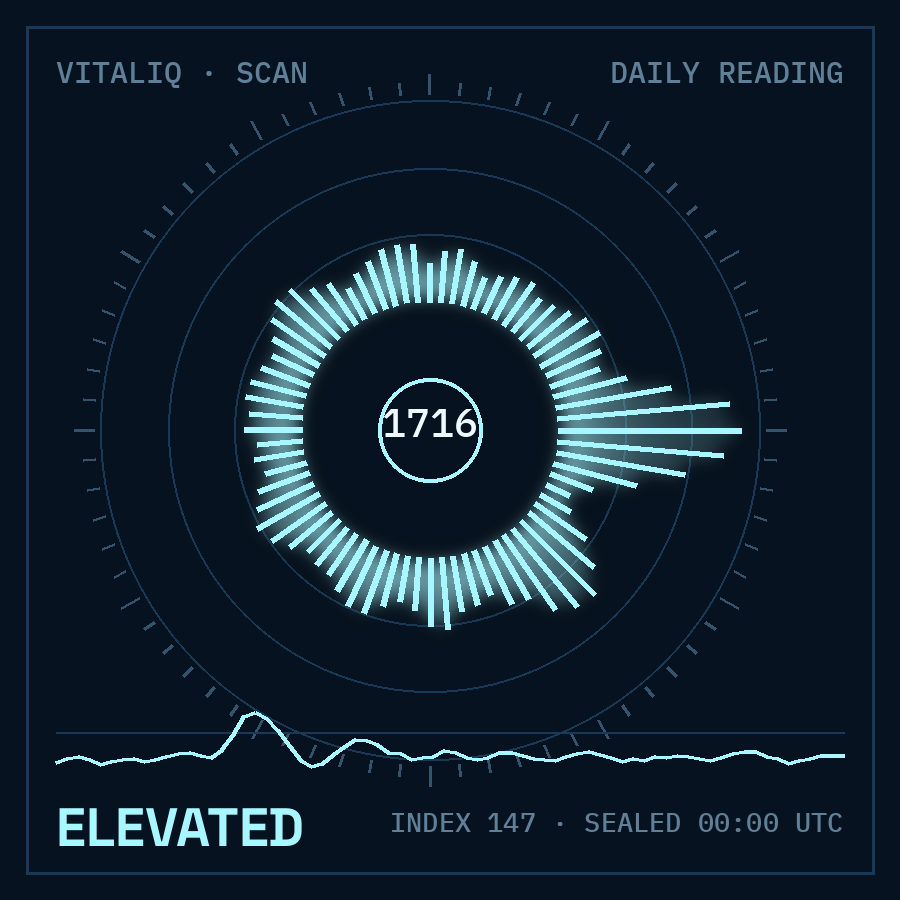 VITALIQ · SCAN
DAILY READING
1716
ELEVATED
INDEX 147 · SEALED 00:00 UTC